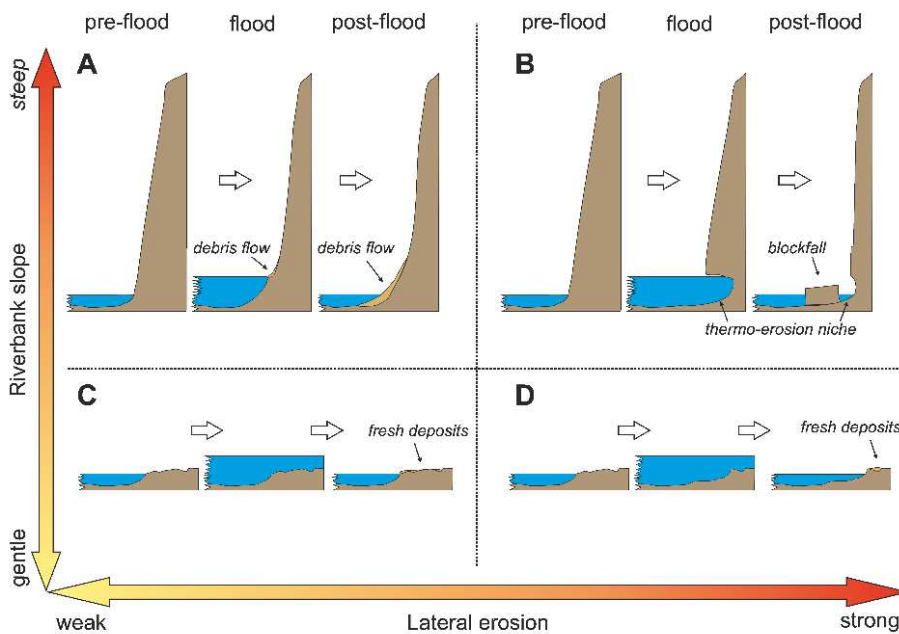 pre-flood flood post-flood
pre-flood flood post-flood
A
B
steep
debris flow
debris flow
blockfall
thermo-erosion niche
Riverbank slope
C
D
fresh deposits
fresh deposits
gentle
weak
Lateral erosion
strong